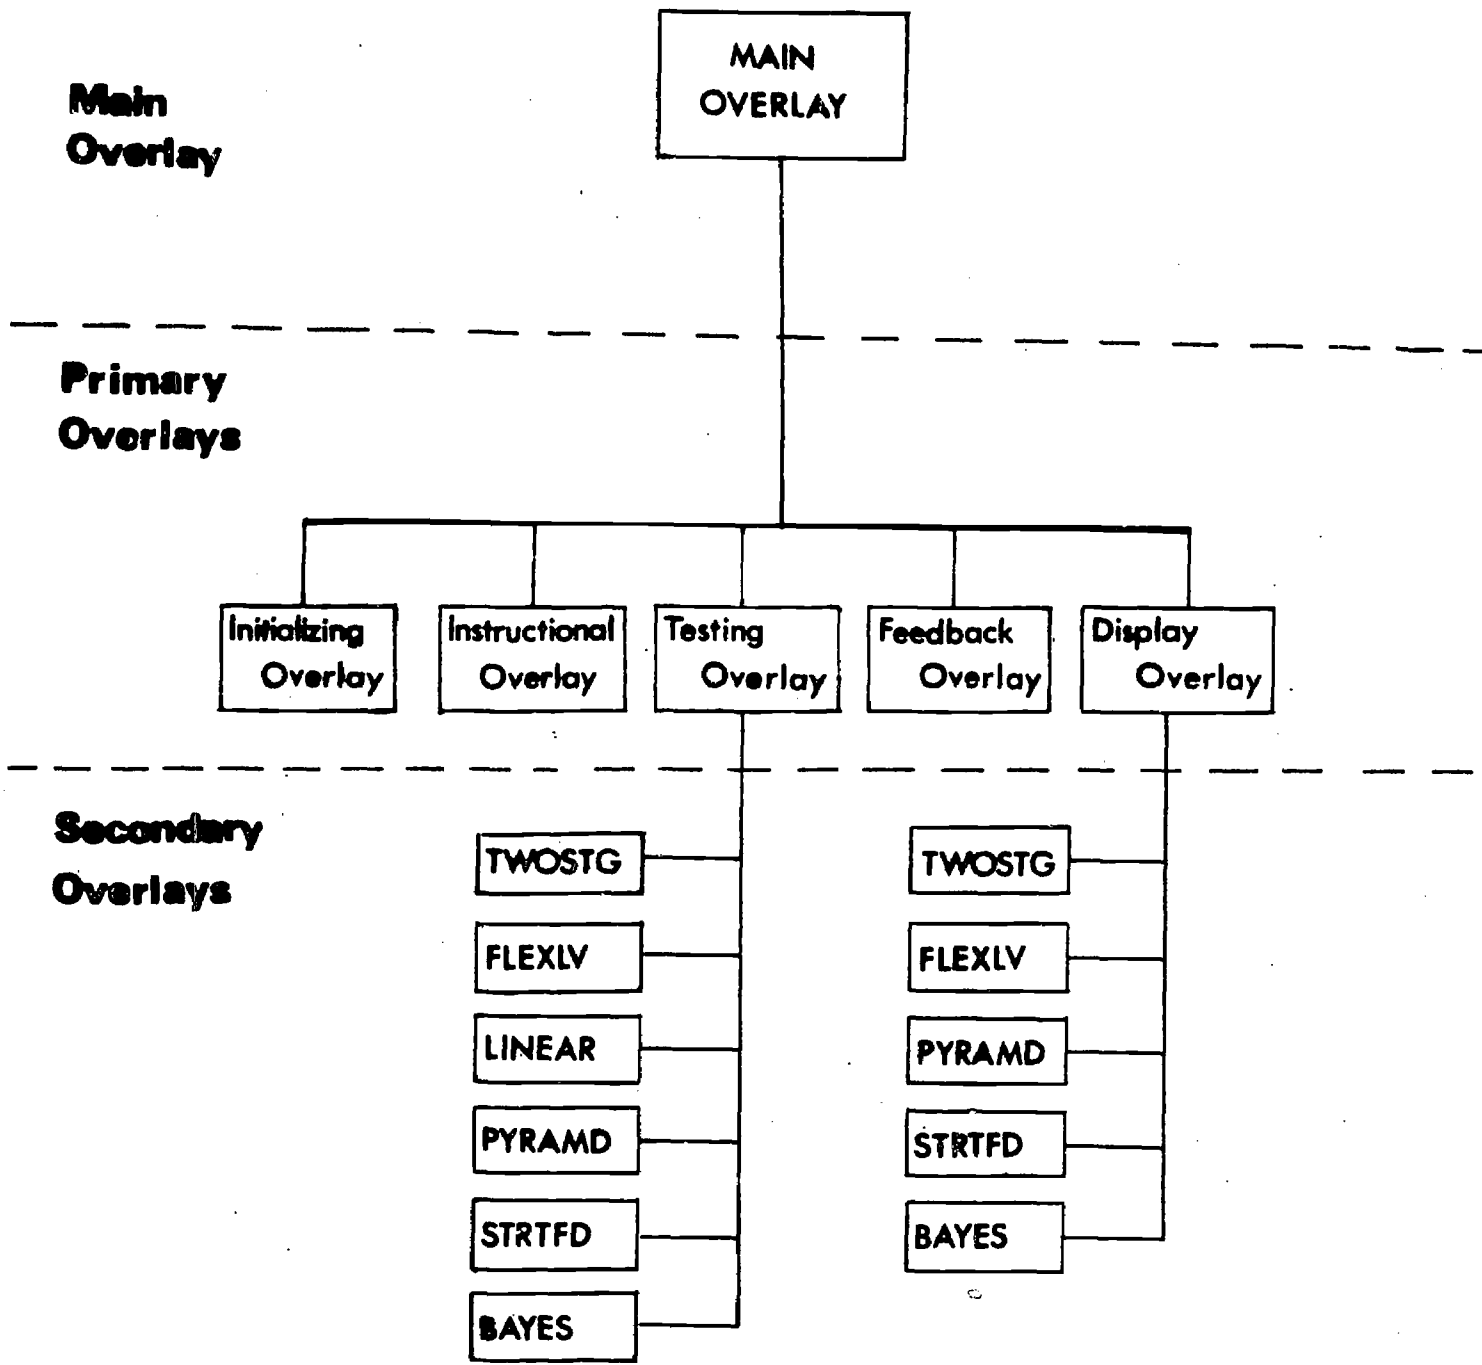 MAIN
OVERLAY
Main
Overlay
Primary
Overlays
Initializing
Overlay
Instructional
Overlay
Testing
Overlay
Feedback
Overlay
Display
Overlay
Secondary
Overlays
TWOSTG
FLEXLV
LINEAR
PYRAMD
STRTFD
BAYES
TWOSTG
FLEXLV
PYRAMD
STRTFD
BAYES